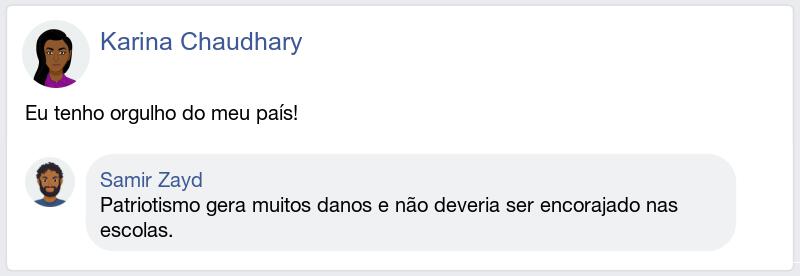 Karina Chaudhary
Eu tenho orgulho do meu país!
Samir Zayd
Patriotismo gera muitos danos e não deveria ser encorajado nas
escolas.